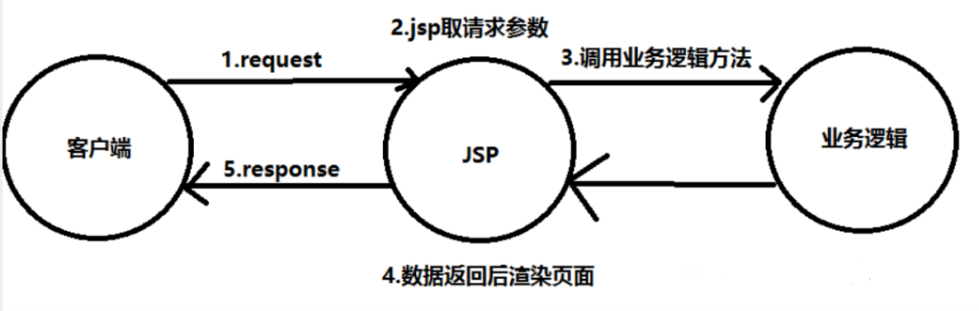 2.jsp取请求参数
1.request
3.调用业务逻辑方法
客户端
JSP
业务逻辑
5.response
4.数据返回后渲染页面